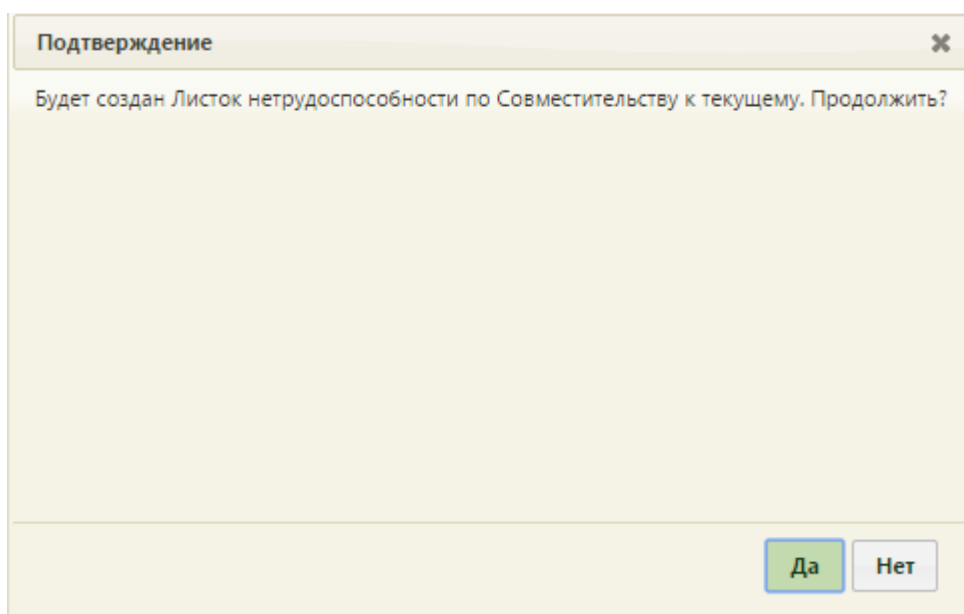 Подтверждение
Будет создан Листок нетрудоспособности по Совместительству к текущему. Продолжить?
Да
Нет